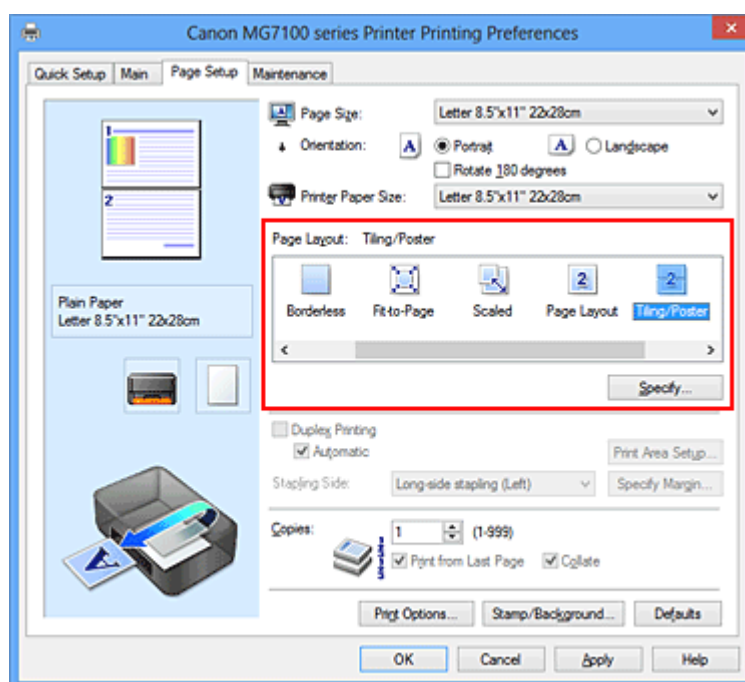 Canon MG7100 series Printer Printing Preferences
Quick Setup Main Page Setup Maintenance
1
2
Plain Paper
Letter 8.5"x11" 22x28cm
Page Size: Letter 8.5"x11" 22x28cm
Orientation: A Portrait A Landscape
Rotate 180 degrees
Printer Paper Size: Letter 8.5"x11" 22x28cm
Page Layout: Tiling/Poster
2 2
Borderless Fit-to-Page Scaled Page Layout Tiling/Poster
Specify...
Duplex Printing
Automatic Print Area Setup...
Stapling Side: Long-side stapling (Left) Specify Margin...
Copies: 1 (1-999)
Print from Last Page Collate
A
Print Options... Stamp/Background... Defaults
OK Cancel Apply Help